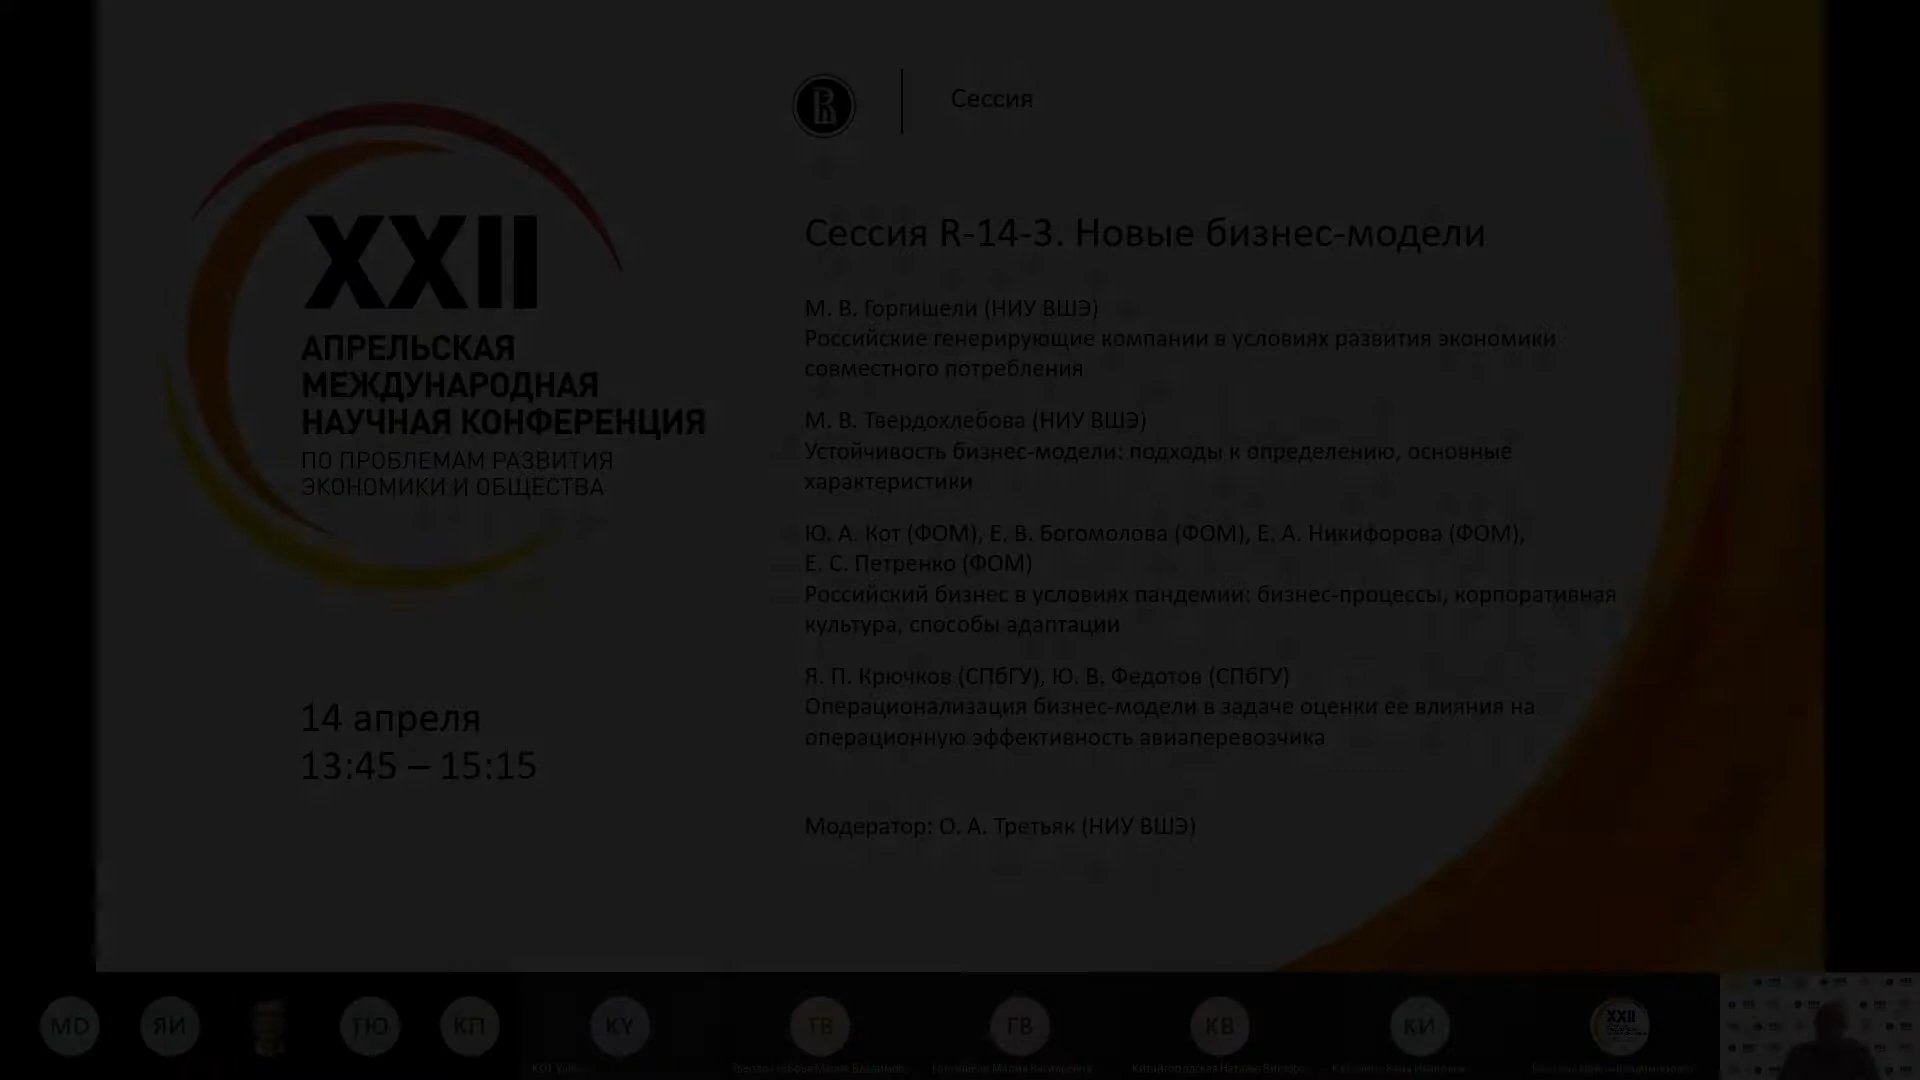 Сессия
XXII
АПРЕЛЬСКАЯ
МЕЖДУНАРОДНАЯ
НАУЧНАЯ КОНФЕРЕНЦИЯ
ПО ПРОБЛЕМАМ РАЗВИТИЯ
ЭКОНОМИКИ И ОБЩЕСТВА
14 апреля
13:45 – 15:15
Сессия R-14-3. Новые бизнес-модели
М. В. Горгишели (НИУ ВШЭ)
Российские генерирующие компании в условиях развития экономики
совместного потребления
М. В. Твердохлебова (НИУ ВШЭ)
Устойчивость бизнес-модели: подходы к определению, основные
характеристики
Ю. А. Кот (ФОМ), Е. В. Богомолова (ФОМ), Е. А. Никифорова (ФОМ),
Е. С. Петренко (ФОМ)
Российский бизнес в условиях пандемии: бизнес-процессы, корпоративная
культура, способы адаптации
Я. П. Крючков (СПбГУ), Ю. В. Федотов (СПбГУ)
Операционализация бизнес-модели в задаче оценки ее влияния на
операционную эффективность авиаперевозчика
Модератор: О. А. Третьяк (НИУ ВШЭ)
MD
ЯИ
ТЮ
КП
KY
ТВ
ГВ
КВ
КИ
XXII